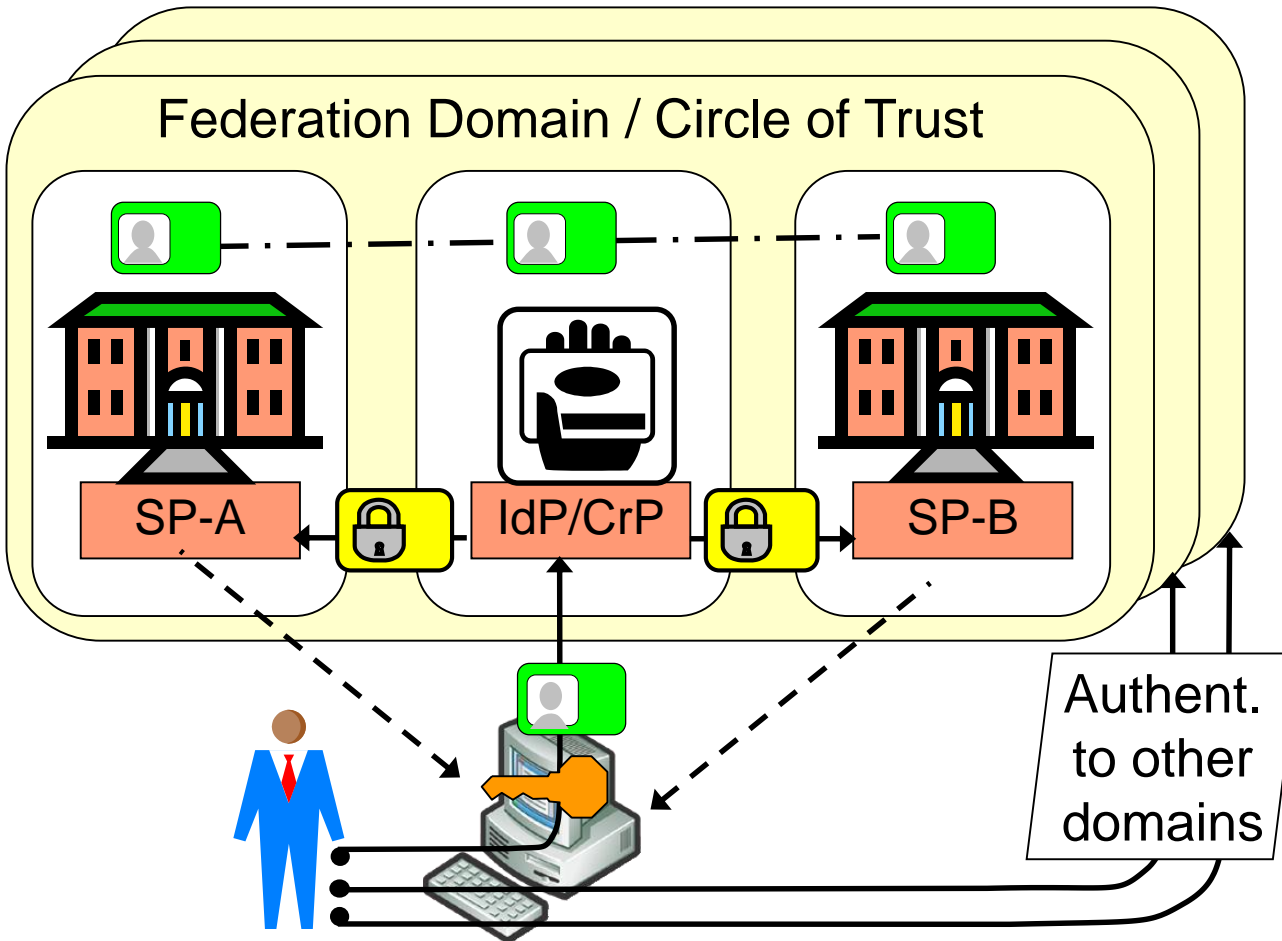 Federation Domain / Circle of Trust
SP-A
IdP/CrP
SP-B
Authent.
to other
domains